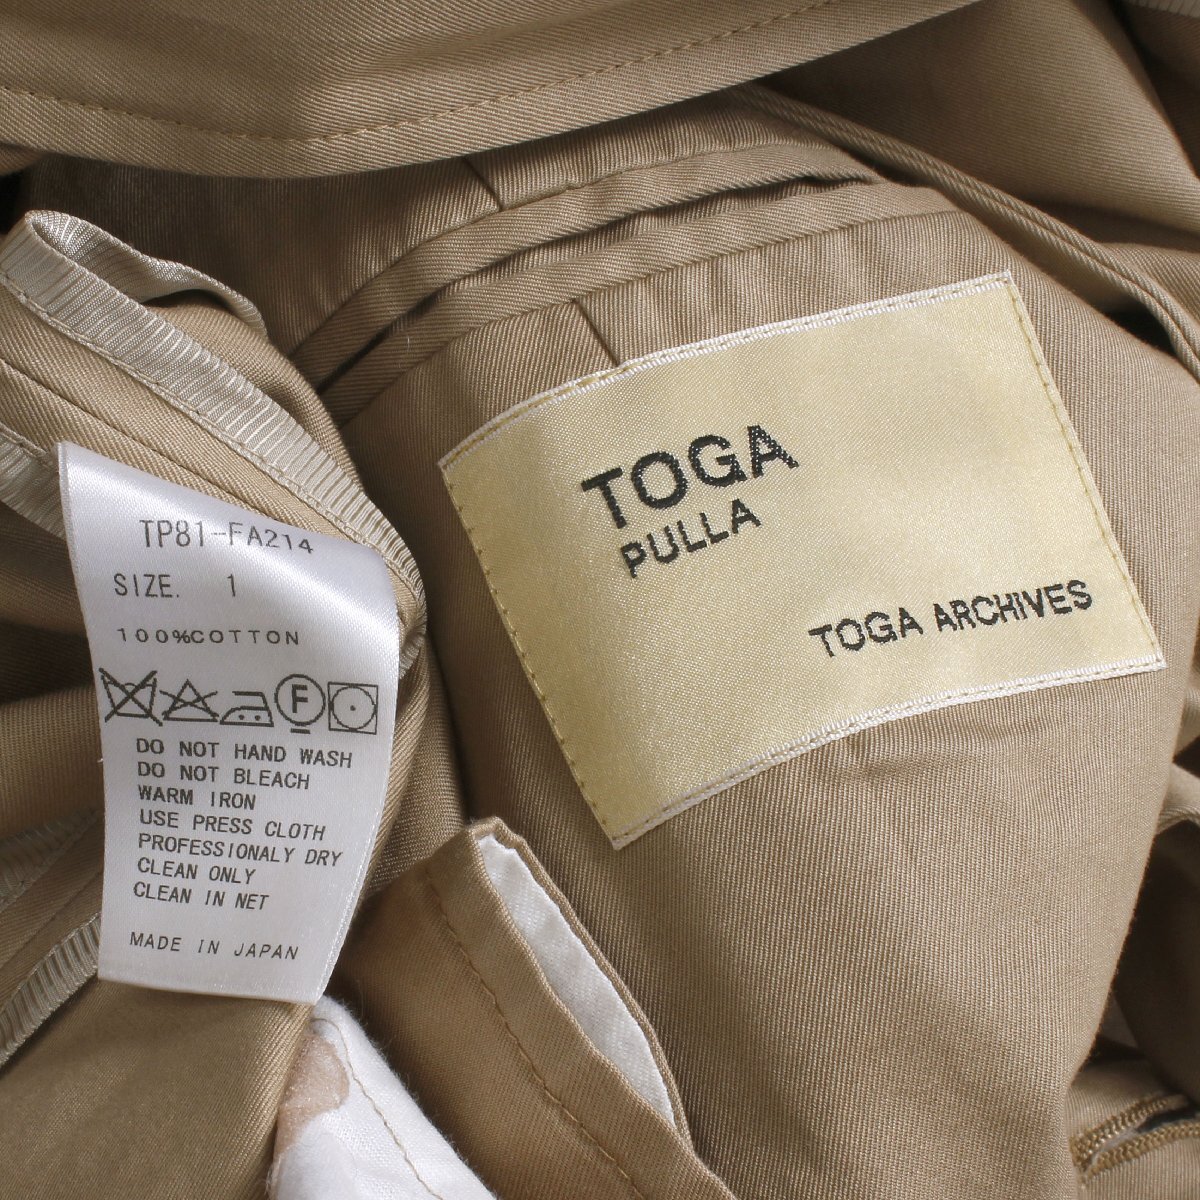 TOGA
PULLA
TOGA ARCHIVES
TP81-FA214
SIZE. 1
100%COTTON
F
DO NOT HAND WASH
DO NOT BLEACH
WARM IRON
USE PRESS CLOTH
PROFESSIONALY DRY
CLEAN ONLY
CLEAN IN NET
MADE IN JAPAN